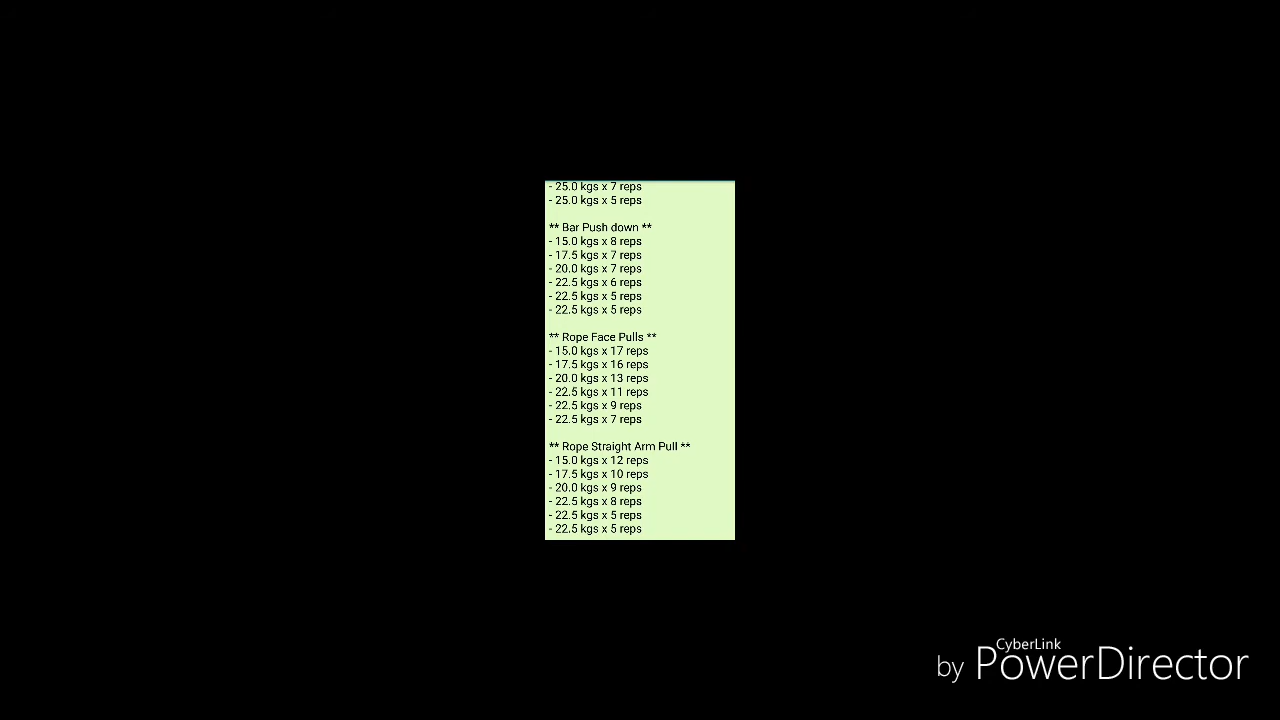 - 25.0 kgs x 7 reps
- 25.0 kgs x 5 reps
** Bar Push down **
- 15.0 kgs x 8 reps
- 17.5 kgs x 7 reps
- 20.0 kgs x 7 reps
- 22.5 kgs x 6 reps
- 22.5 kgs x 5 reps
- 22.5 kgs x 5 reps
** Rope Face Pulls **
- 15.0 kgs x 17 reps
- 17.5 kgs x 16 reps
- 20.0 kgs x 13 reps
- 22.5 kgs x 11 reps
- 22.5 kgs x 9 reps
- 22.5 kgs x 7 reps
** Rope Straight Arm Pull **
- 15.0 kgs x 12 reps
- 17.5 kgs x 10 reps
- 20.0 kgs x 9 reps
- 22.5 kgs x 8 reps
- 22.5 kgs x 5 reps
- 22.5 kgs x 5 reps
CyberLink
by PowerDirector